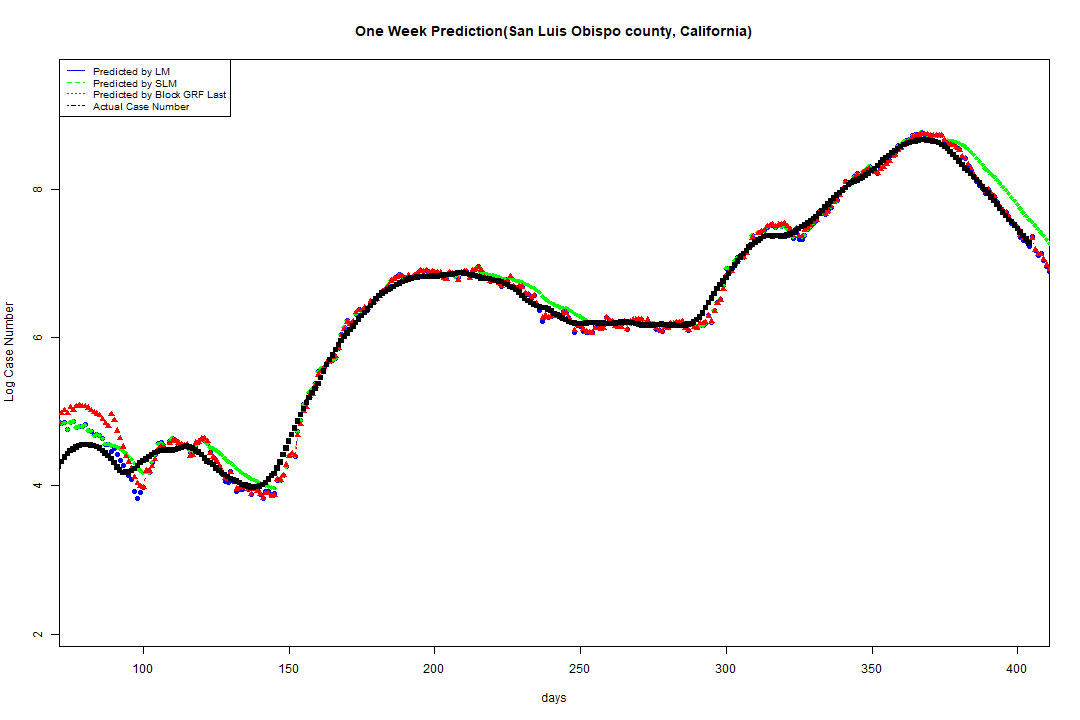 One Week Prediction(San Luis Obispo county, California)
Predicted by LM
Predicted by SLM
Predicted by Block GRF Last
Actual Case Number
Log Case Number
8
6
4
2
100 150 200 250 300 350 400
days